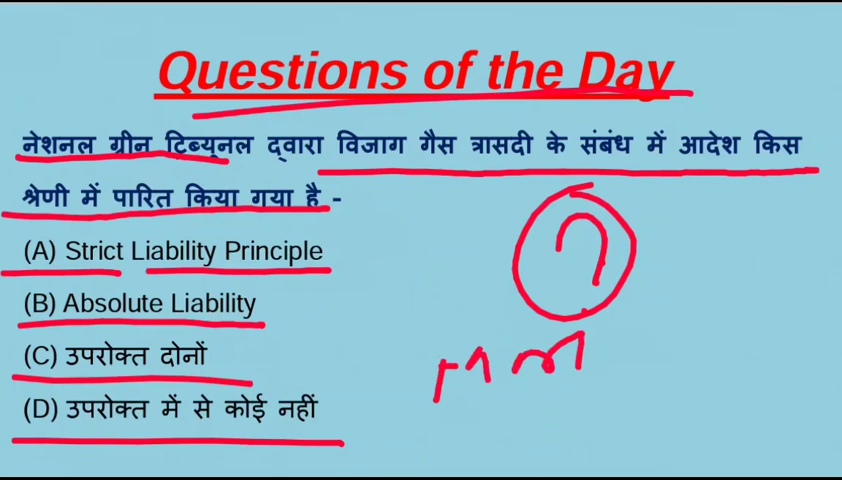 Questions of the Day
नेशनल ग्रीन ट्रिब्यूनल द्वारा विजाग गैस त्रासदी के संबंध में आदेश किस
श्रेणी में पारित किया गया है -
(A) Strict Liability Principle
(B) Absolute Liability
(C) उपरोक्त दोनों
(D) उपरोक्त में से कोई नहीं